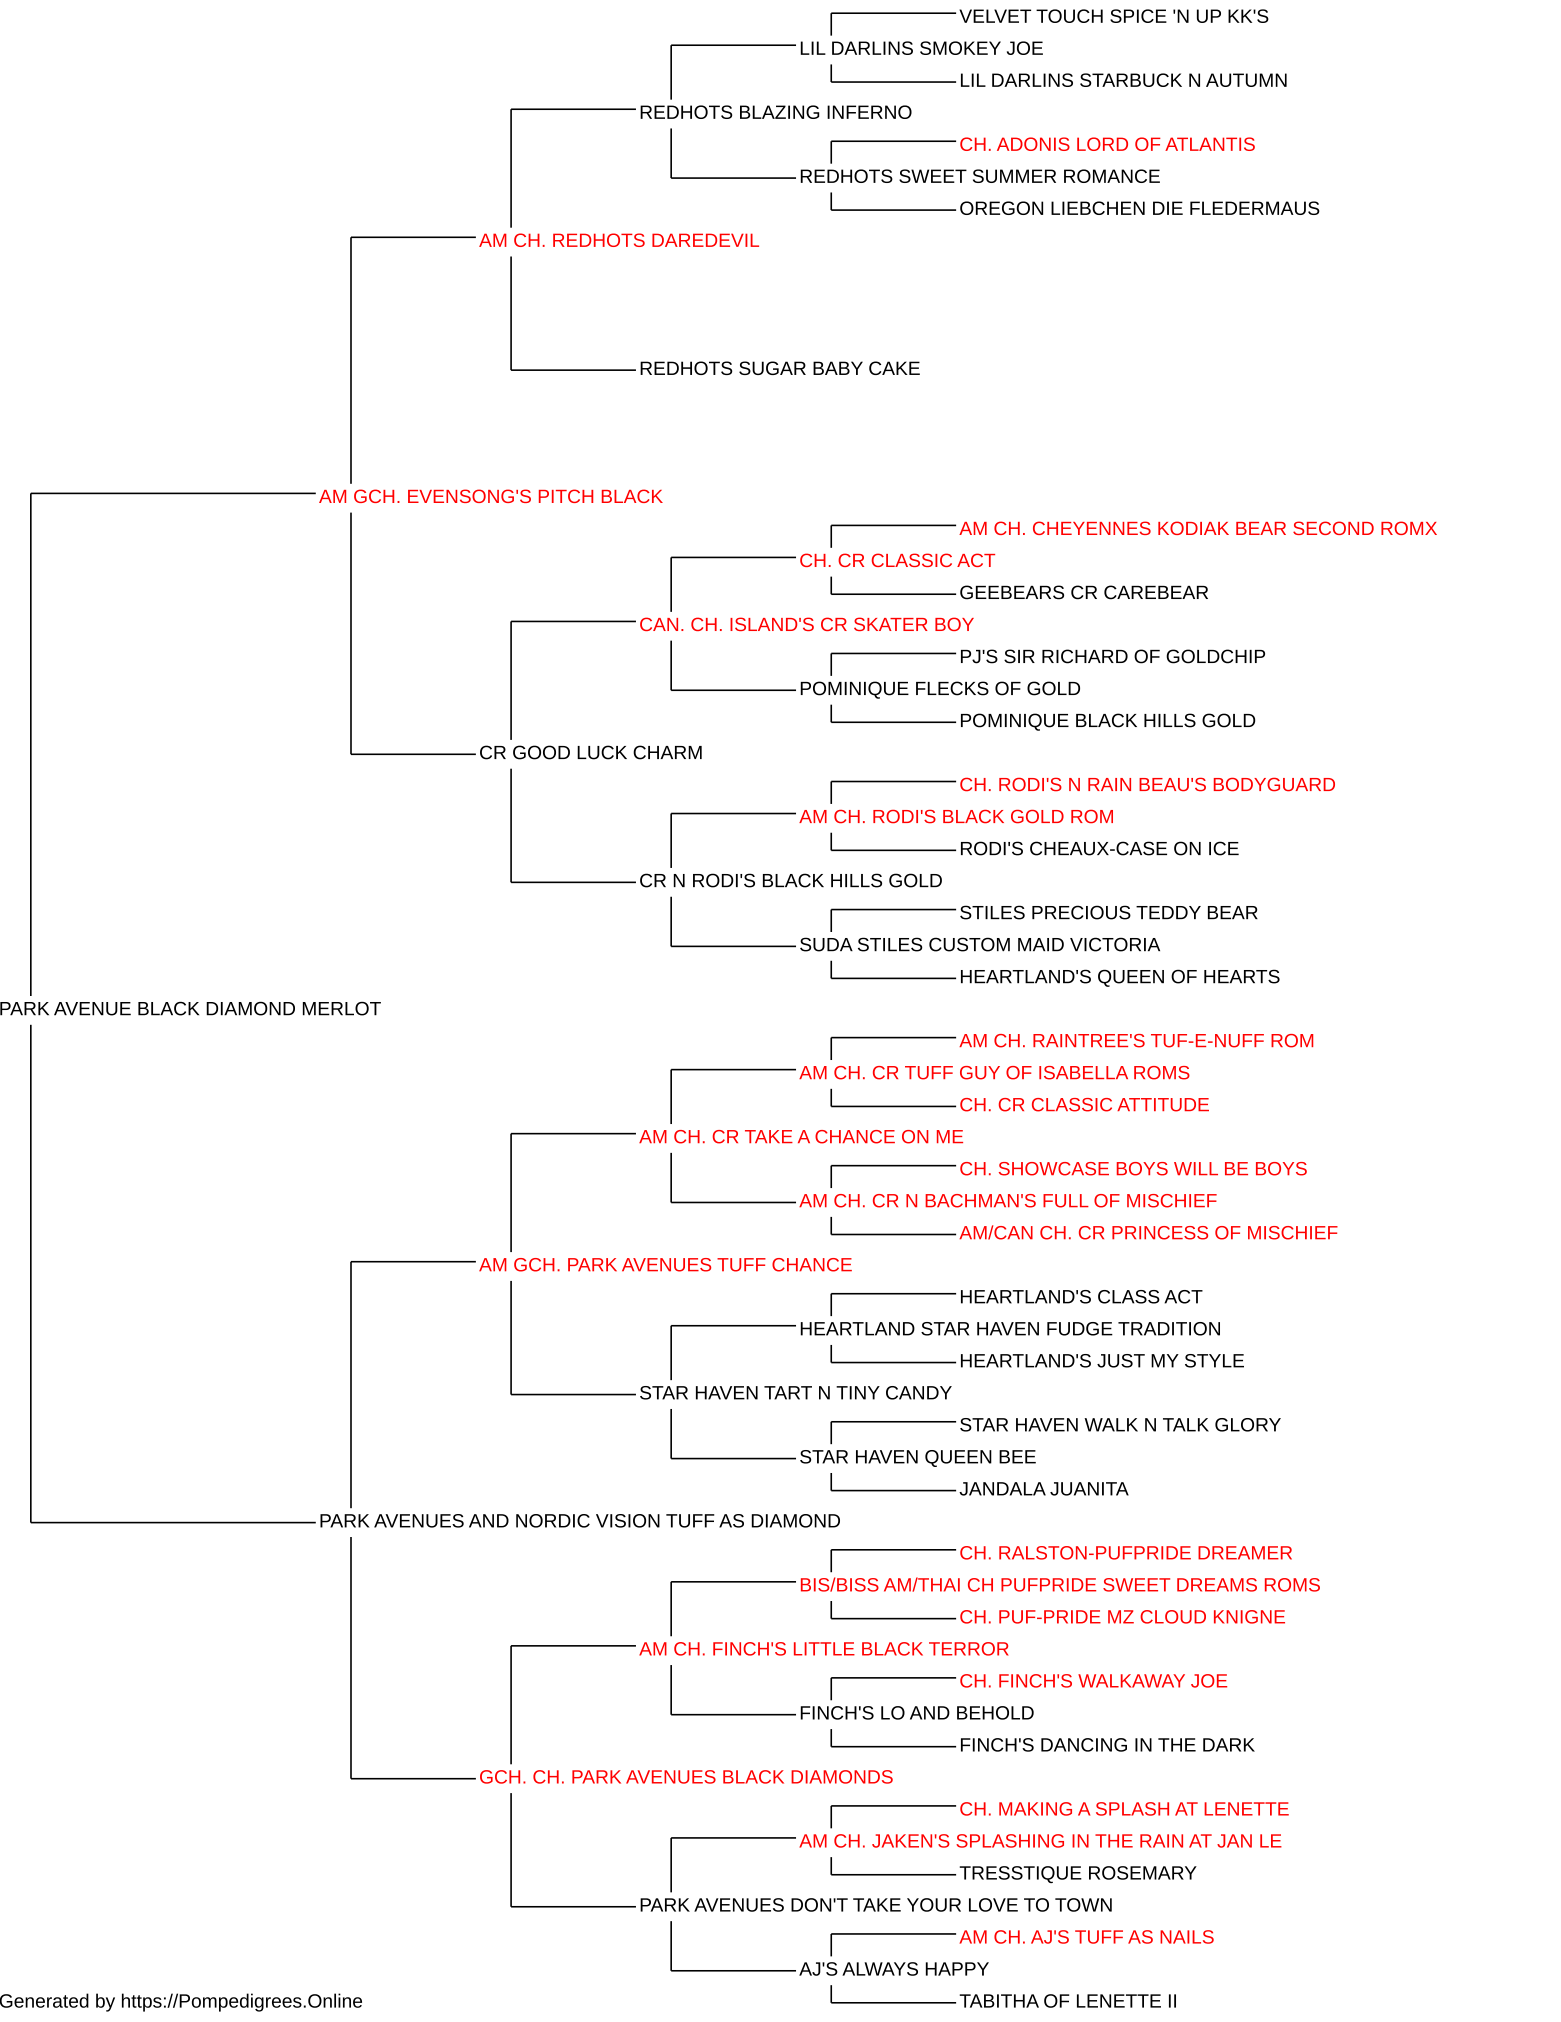 VELVET TOUCH SPICE 'N UP KK'S
LIL DARLINS SMOKEY JOE
LIL DARLINS STARBUCK N AUTUMN
REDHOTS BLAZING INFERNO
CH. ADONIS LORD OF ATLANTIS
REDHOTS SWEET SUMMER ROMANCE
OREGON LIEBCHEN DIE FLEDERMAUS
AM CH. REDHOTS DAREDEVIL
REDHOTS SUGAR BABY CAKE
AM GCH. EVENSONG'S PITCH BLACK
AM CH. CHEYENNES KODIAK BEAR SECOND ROMX
CH. CR CLASSIC ACT
GEEBEARS CR CAREBEAR
CAN. CH. ISLAND'S CR SKATER BOY
PJ'S SIR RICHARD OF GOLDCHIP
POMINIQUE FLECKS OF GOLD
POMINIQUE BLACK HILLS GOLD
CR GOOD LUCK CHARM
CH. RODI'S N RAIN BEAU'S BODYGUARD
AM CH. RODI'S BLACK GOLD ROM
RODI'S CHEAUX-CASE ON ICE
CR N RODI'S BLACK HILLS GOLD
STILES PRECIOUS TEDDY BEAR
SUDA STILES CUSTOM MAID VICTORIA
HEARTLAND'S QUEEN OF HEARTS
PARK AVENUE BLACK DIAMOND MERLOT
AM CH. RAINTREE'S TUF-E-NUFF ROM
AM CH. CR TUFF GUY OF ISABELLA ROMS
CH. CR CLASSIC ATTITUDE
AM CH. CR TAKE A CHANCE ON ME
CH. SHOWCASE BOYS WILL BE BOYS
AM CH. CR N BACHMAN'S FULL OF MISCHIEF
AM/CAN CH. CR PRINCESS OF MISCHIEF
AM GCH. PARK AVENUES TUFF CHANCE
HEARTLAND'S CLASS ACT
HEARTLAND STAR HAVEN FUDGE TRADITION
HEARTLAND'S JUST MY STYLE
STAR HAVEN TART N TINY CANDY
STAR HAVEN WALK N TALK GLORY
STAR HAVEN QUEEN BEE
JANDALA JUANITA
PARK AVENUES AND NORDIC VISION TUFF AS DIAMOND
CH. RALSTON-PUFPRIDE DREAMER
BIS/BISS AM/THAI CH PUFPRIDE SWEET DREAMS ROMS
CH. PUF-PRIDE MZ CLOUD KNIGNE
AM CH. FINCH'S LITTLE BLACK TERROR
CH. FINCH'S WALKAWAY JOE
FINCH'S LO AND BEHOLD
FINCH'S DANCING IN THE DARK
GCH. CH. PARK AVENUES BLACK DIAMONDS
CH. MAKING A SPLASH AT LENETTE
AM CH. JAKEN'S SPLASHING IN THE RAIN AT JAN LE
TRESSTIQUE ROSEMARY
PARK AVENUES DON'T TAKE YOUR LOVE TO TOWN
AM CH. AJ'S TUFF AS NAILS
AJ'S ALWAYS HAPPY
TABITHA OF LENETTE II
Generated by https://Pompedigrees.Online